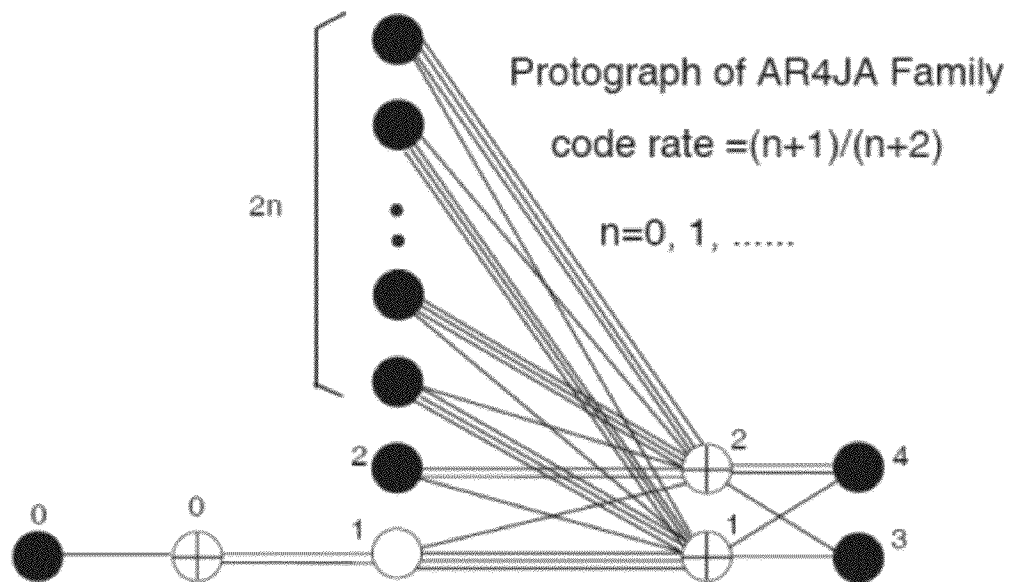 Protograph of AR4JA Family
code rate =(n+1)/(n+2)
2n
n=0, 1, ......
2
2
4
0
0
1
1
3